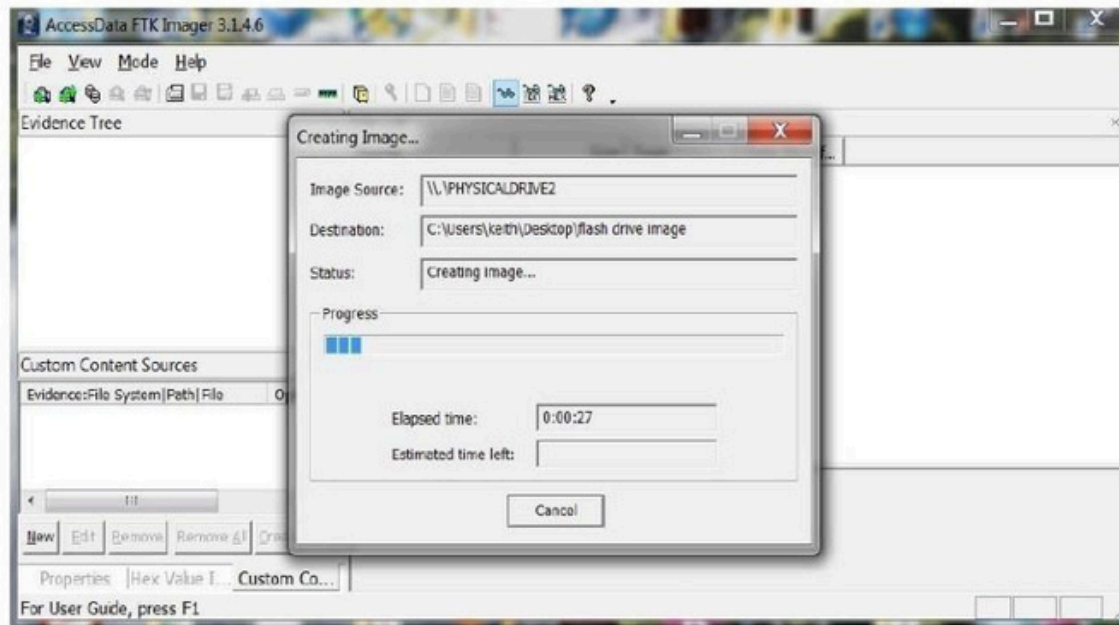 AccessData FTK Imager 3.1.4.6
File View Mode Help
Evidence Tree
Creating Image...
Image Source: \\.\PHYSICALDRIVE2
Destination: C:\Users\keith\Desktop\flash drive image
Status: Creating image...
Progress
Custom Content Sources
Evidence:File System|Path|File
Elapsed time: 0:00:27
Estimated time left:
Cancel
New Edit Remove Remove All
Properties Hex Value I... Custom Co...
For User Guide, press F1